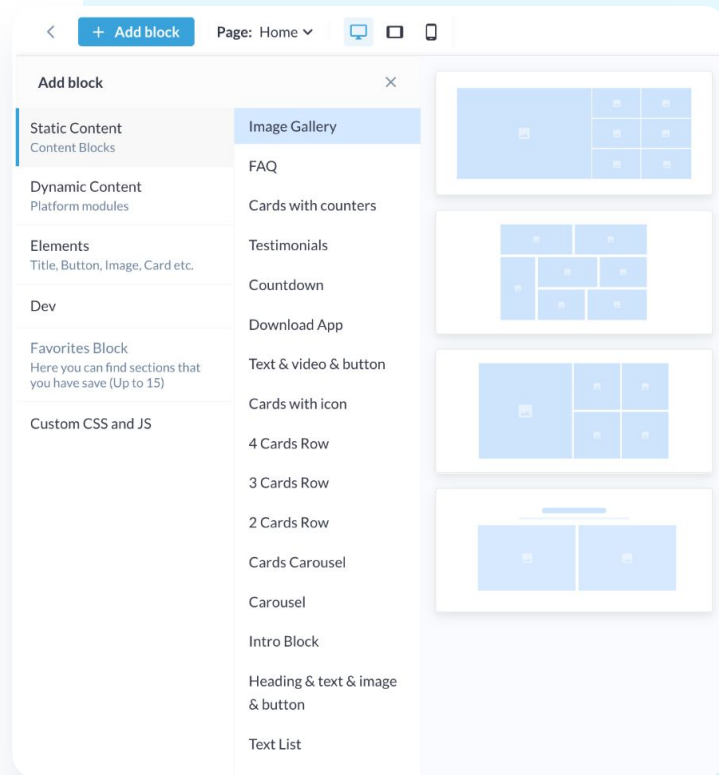 + Add block
Page: Home
Add block
Static Content
Content Blocks
Dynamic Content
Platform modules
Elements
Title, Button, Image, Card etc.
Dev
Favorites Block
Here you can find sections that
you have save (Up to 15)
Custom CSS and JS
Image Gallery
FAQ
Cards with counters
Testimonials
Countdown
Download App
Text & video & button
Cards with icon
4 Cards Row
3 Cards Row
2 Cards Row
Cards Carousel
Carousel
Intro Block
Heading & text & image
& button
Text List